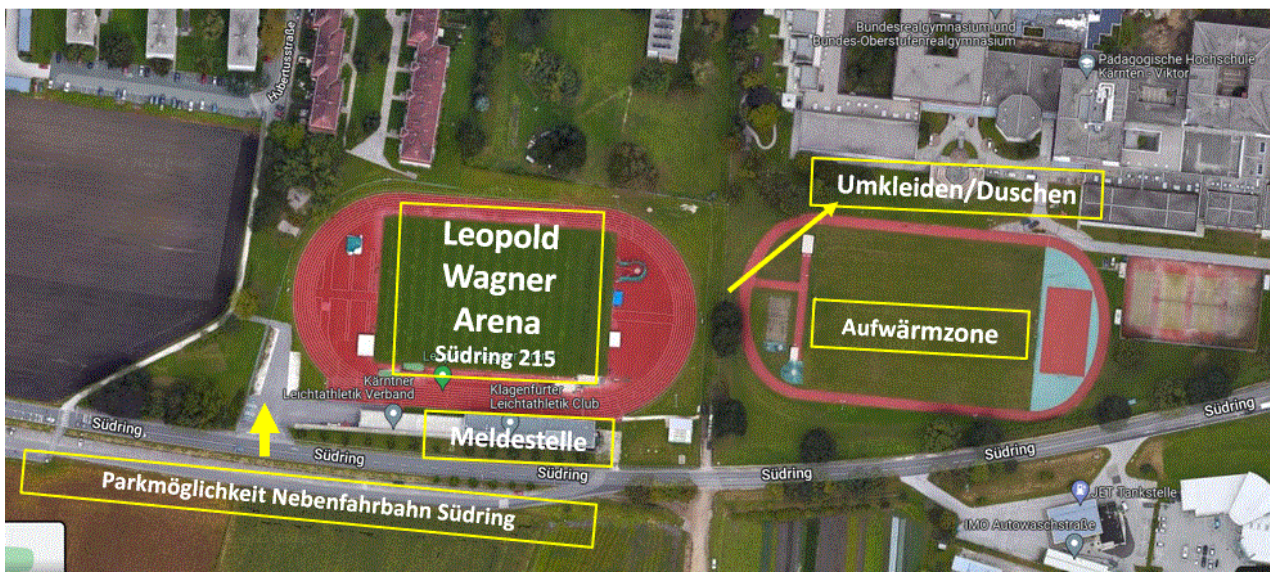 Bundesrealgymnasium und
Bundes-Oberstufenrealgymnasium
Pädagogische Hochschule
Kärnten - Viktor
Hubertusstraße
Umkleiden/Duschen
Leopold
Wagner
Arena
Südring 215
Aufwärmzone
Kärntner
Leichtathletik Verband
Klagenfurter
Leichtathletik Club
Meldestelle
Südring
Südring
Südring
Südring
Südring
Südring
Parkmöglichkeit Nebenfahrbahn Südring
JET Tankstelle
IMO Autowaschstraße